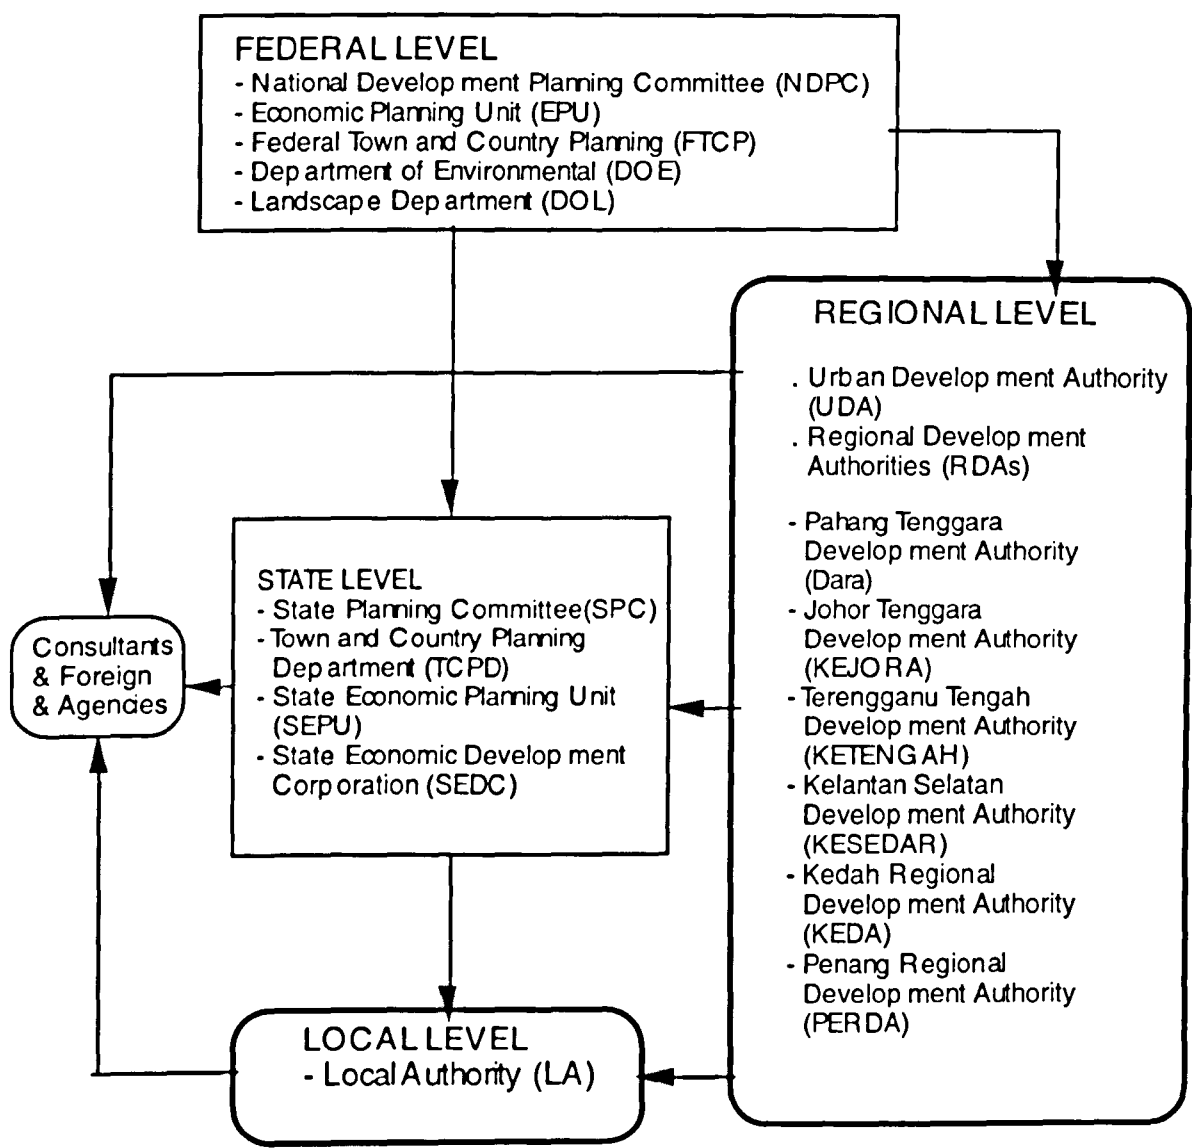 FEDERAL LEVEL
- National Development Planning Committee (NDPC)
- Economic Planning Unit (EPU)
- Federal Town and Country Planning (FTCP)
- Department of Environmental (DOE)
- Landscape Department (DOL)
REGIONAL LEVEL
. Urban Development Authority
(UDA)
. Regional Development
Authorities (RDAs)
- Pahang Tenggara
Development Authority
(Dara)
- Johor Tenggara
Development Authority
(KEJORA)
- Terengganu Tengah
Development Authority
(KETENGAH)
- Kelantan Selatan
Development Authority
(KESEDAR)
- Kedah Regional
Development Authority
(KEDA)
- Penang Regional
Development Authority
(PERDA)
STATE LEVEL
- State Planning Committee(SPC)
- Town and Country Planning
Department (TCPD)
- State Economic Planning Unit
(SEPU)
- State Economic Development
Corporation (SEDC)
Consultants
& Foreign
& Agencies
LOCAL LEVEL
- Local Authority (LA)